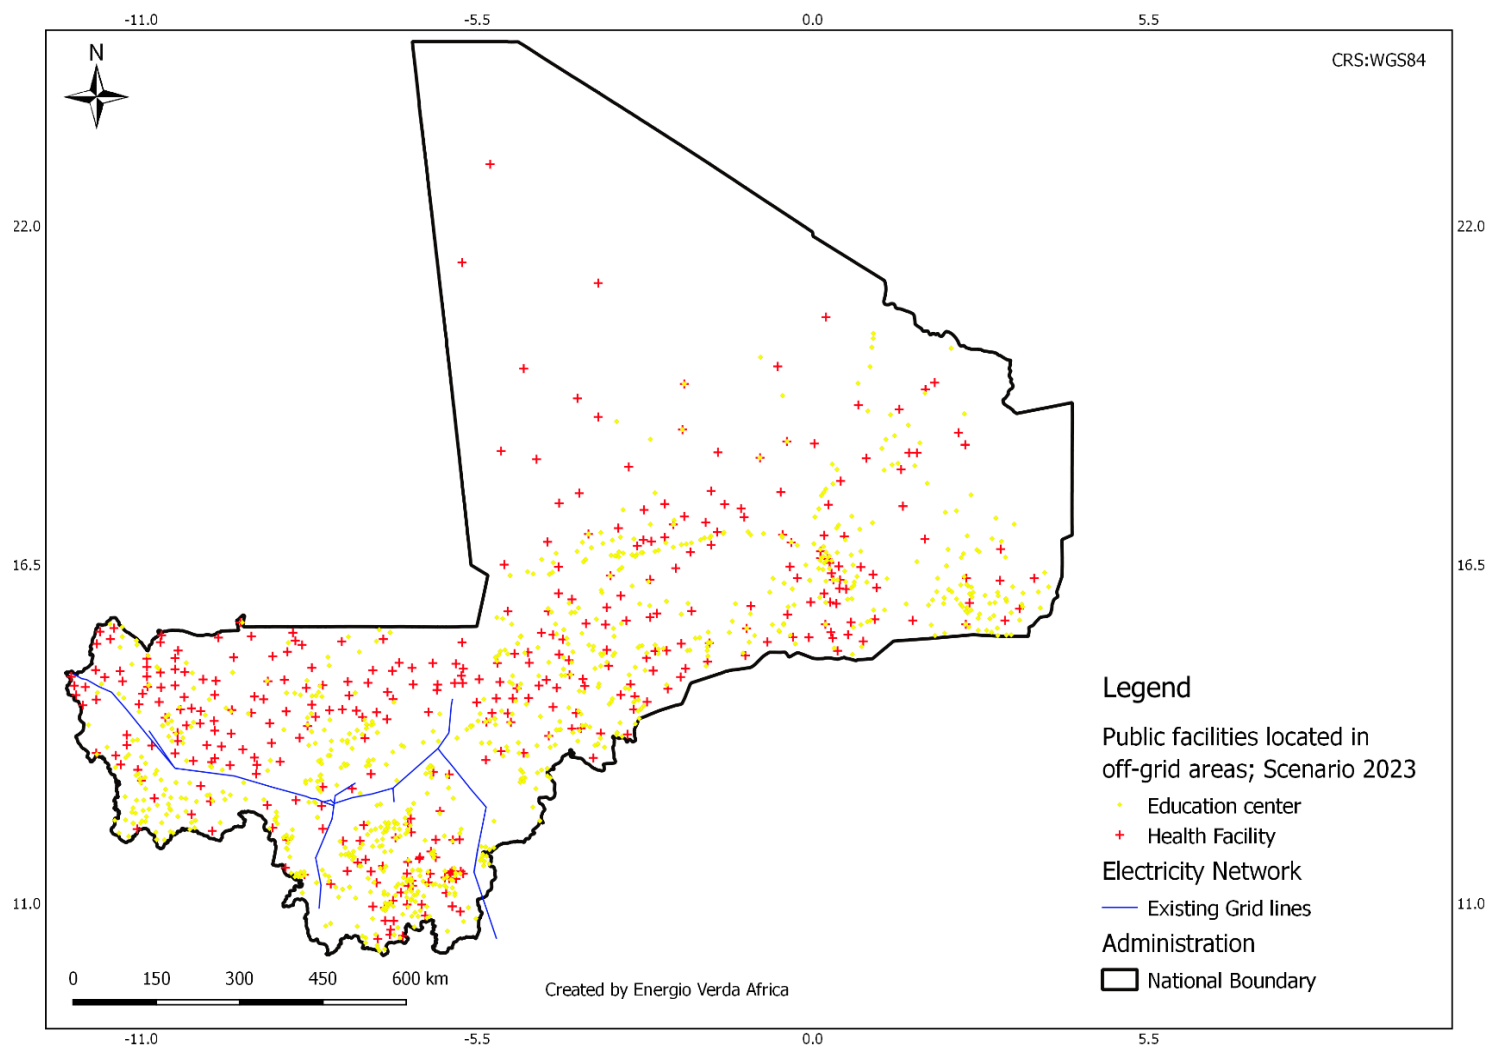 -11.0 -5.5 0.0 5.5
N
CRS:WGS84
22.0 22.0
16.5 16.5
Legend
Public facilities located in
off-grid areas; Scenario 2023
Education center
Health Facility
Electricity Network
11.0 Existing Grid lines 11.0
Administration
National Boundary
0 150 300 450 600 km
Created by Energio Verda Africa
-11.0 -5.5 0.0 5.5